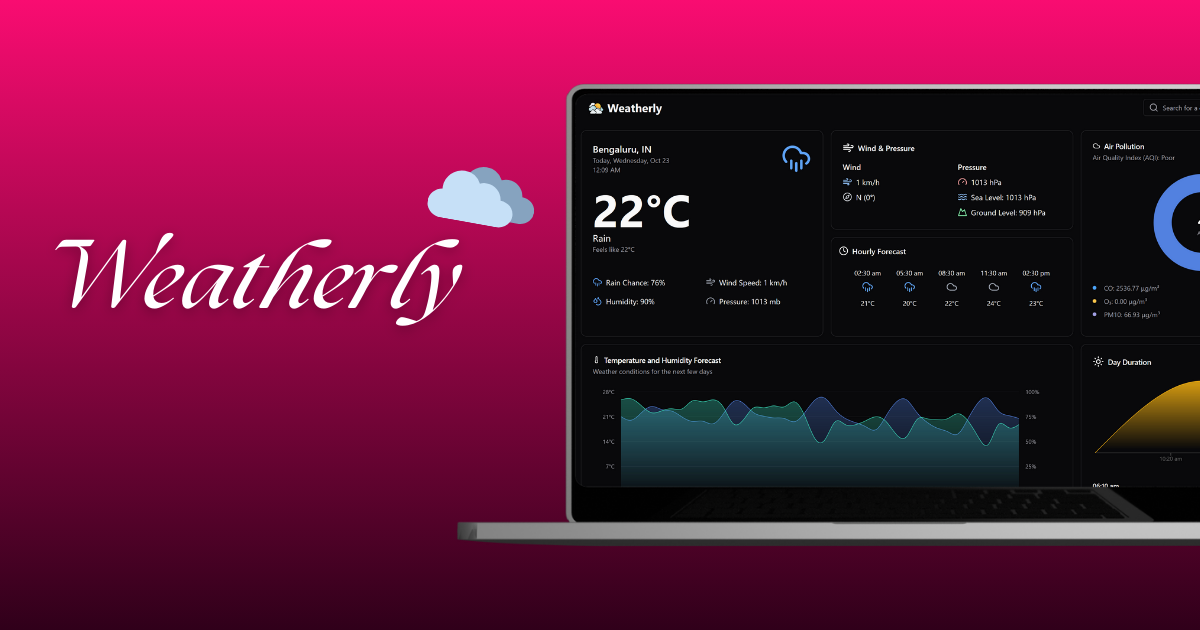 Weatherly
Weatherly
Search for a
Bengaluru, IN
Today, Wednesday, Oct 23
12:09 AM
22°C
Rain
Feels like 22°C
Rain Chance: 76%
Wind Speed: 1 km/h
Humidity: 90%
Pressure: 1013 mb
Wind & Pressure
Wind
1 km/h
N (0°)
Pressure
1013 hPa
Sea Level: 1013 hPa
Ground Level: 909 hPa
Hourly Forecast
02:30 am 05:30 am 08:30 am 11:30 am 02:30 pm
21°C 20°C 22°C 24°C 23°C
Air Pollution
Air Quality Index (AQI): Poor
CO: 2536.77 µg/m³
O₃: 0.00 µg/m³
PM10: 66.93 µg/m³
Temperature and Humidity Forecast
Weather conditions for the next few days
28°C 100%
21°C 75%
14°C 50%
7°C 25%
Day Duration
10:20 am
06:10 am